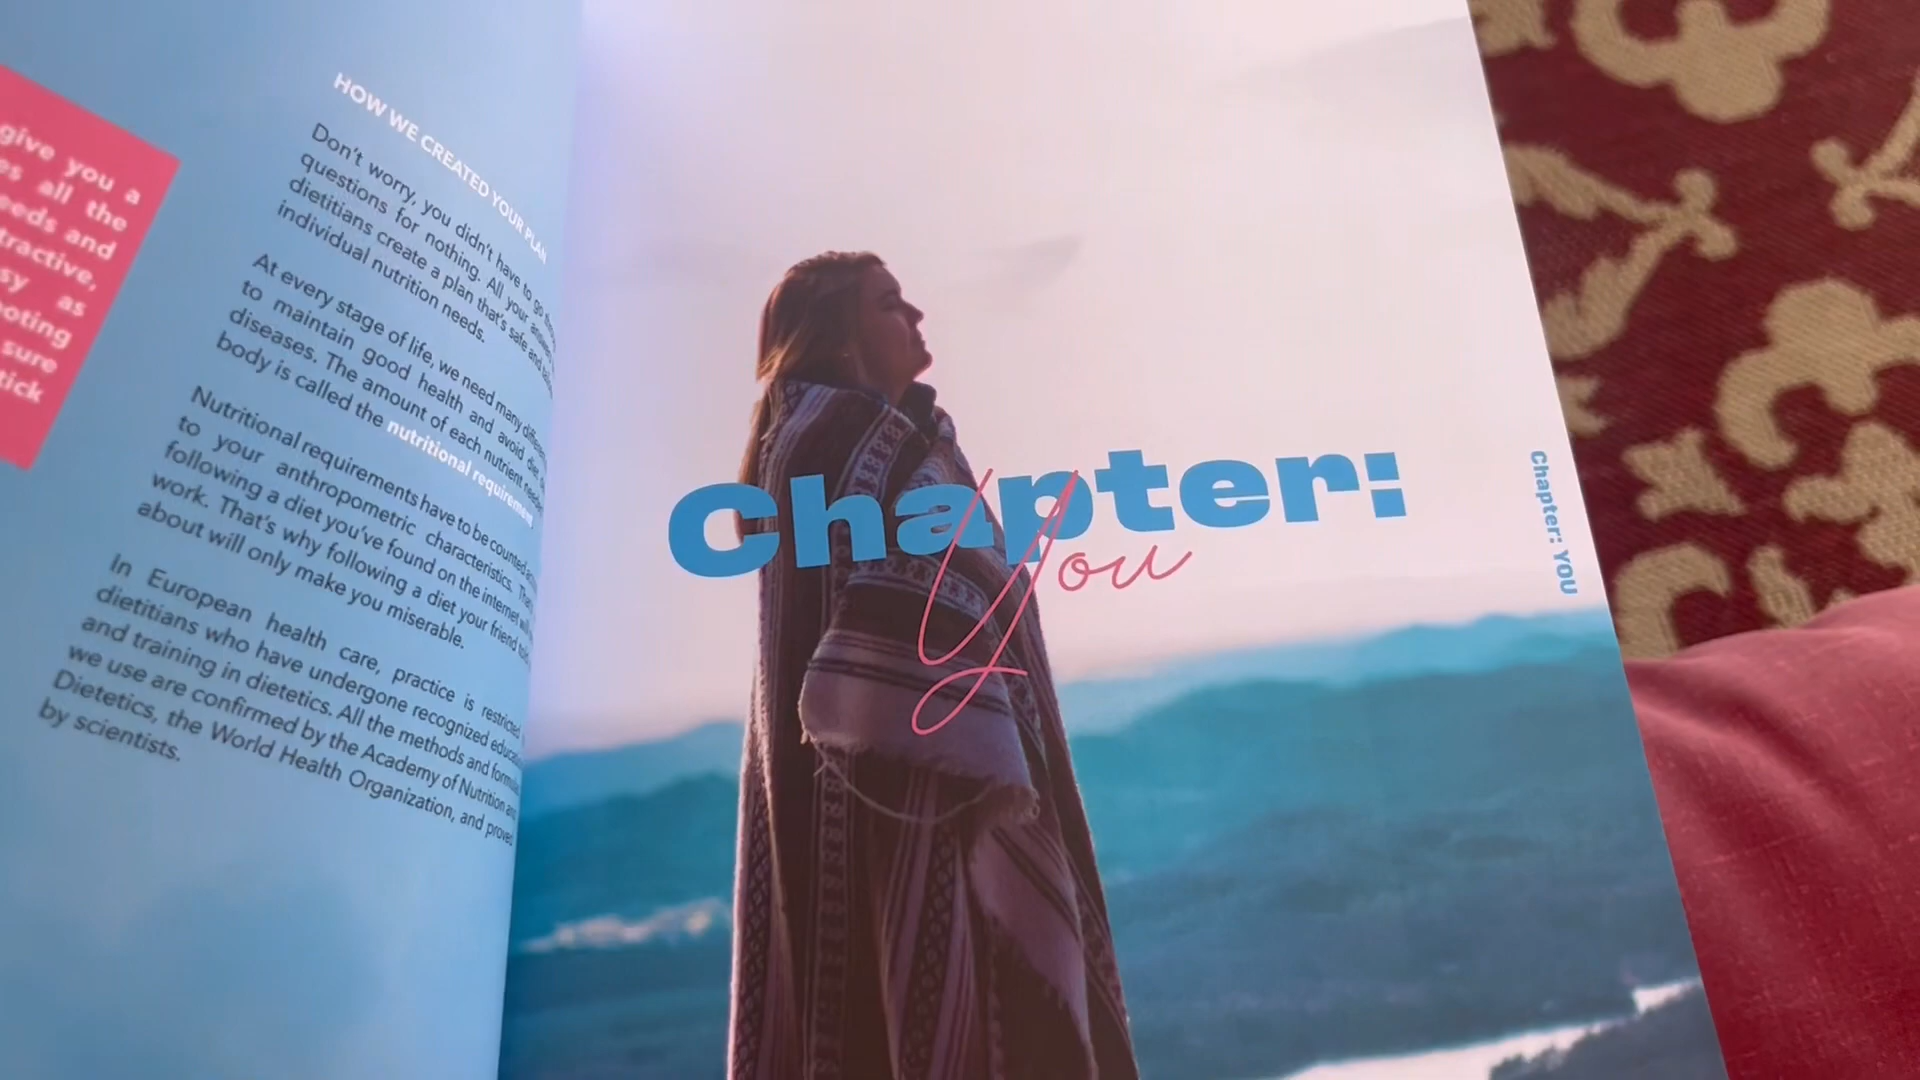 give you a
es all the
eeds and
tractive,
sy as
ooting
sure
tick
HOW WE CREATED YOUR PLAN
Don't worry, you didn't have to go
questions for nothing. All your answers
dietitians create a plan that's safe and
individual nutrition needs.
At every stage of life, we need many different
to maintain good health and avoid diet
diseases. The amount of each nutrient needed
body is called the nutritional requirement
Nutritional requirements have to be counted
to your anthropometric characteristics.
following a diet you've found on the internet will
work. That's why following a diet your friend told
about will only make you miserable.
In European health care, practice is restricted
dietitians who have undergone recognized
and training in dietetics. All the methods and
we use are confirmed by the Academy of Nutrition and
Dietetics, the World Health Organization, and proved
by scientists.
Chapter:
You
Chapter: YOU